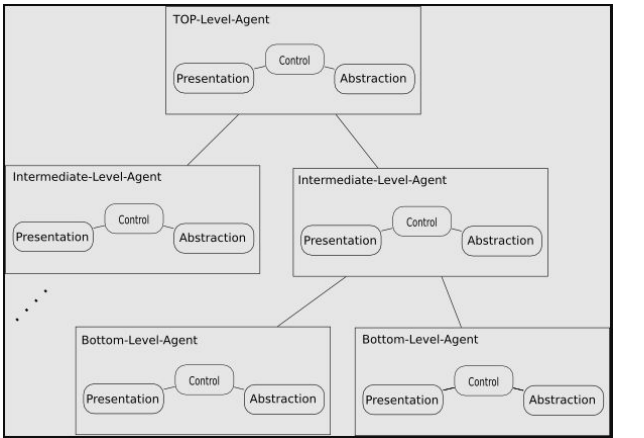 TOP-Level-Agent
Control
Presentation
Abstraction
Intermediate-Level-Agent
Control
Presentation
Abstraction
Intermediate-Level-Agent
Control
Presentation
Abstraction
Bottom-Level-Agent
Control
Presentation
Abstraction
Bottom-Level-Agent
Control
Presentation
Abstraction